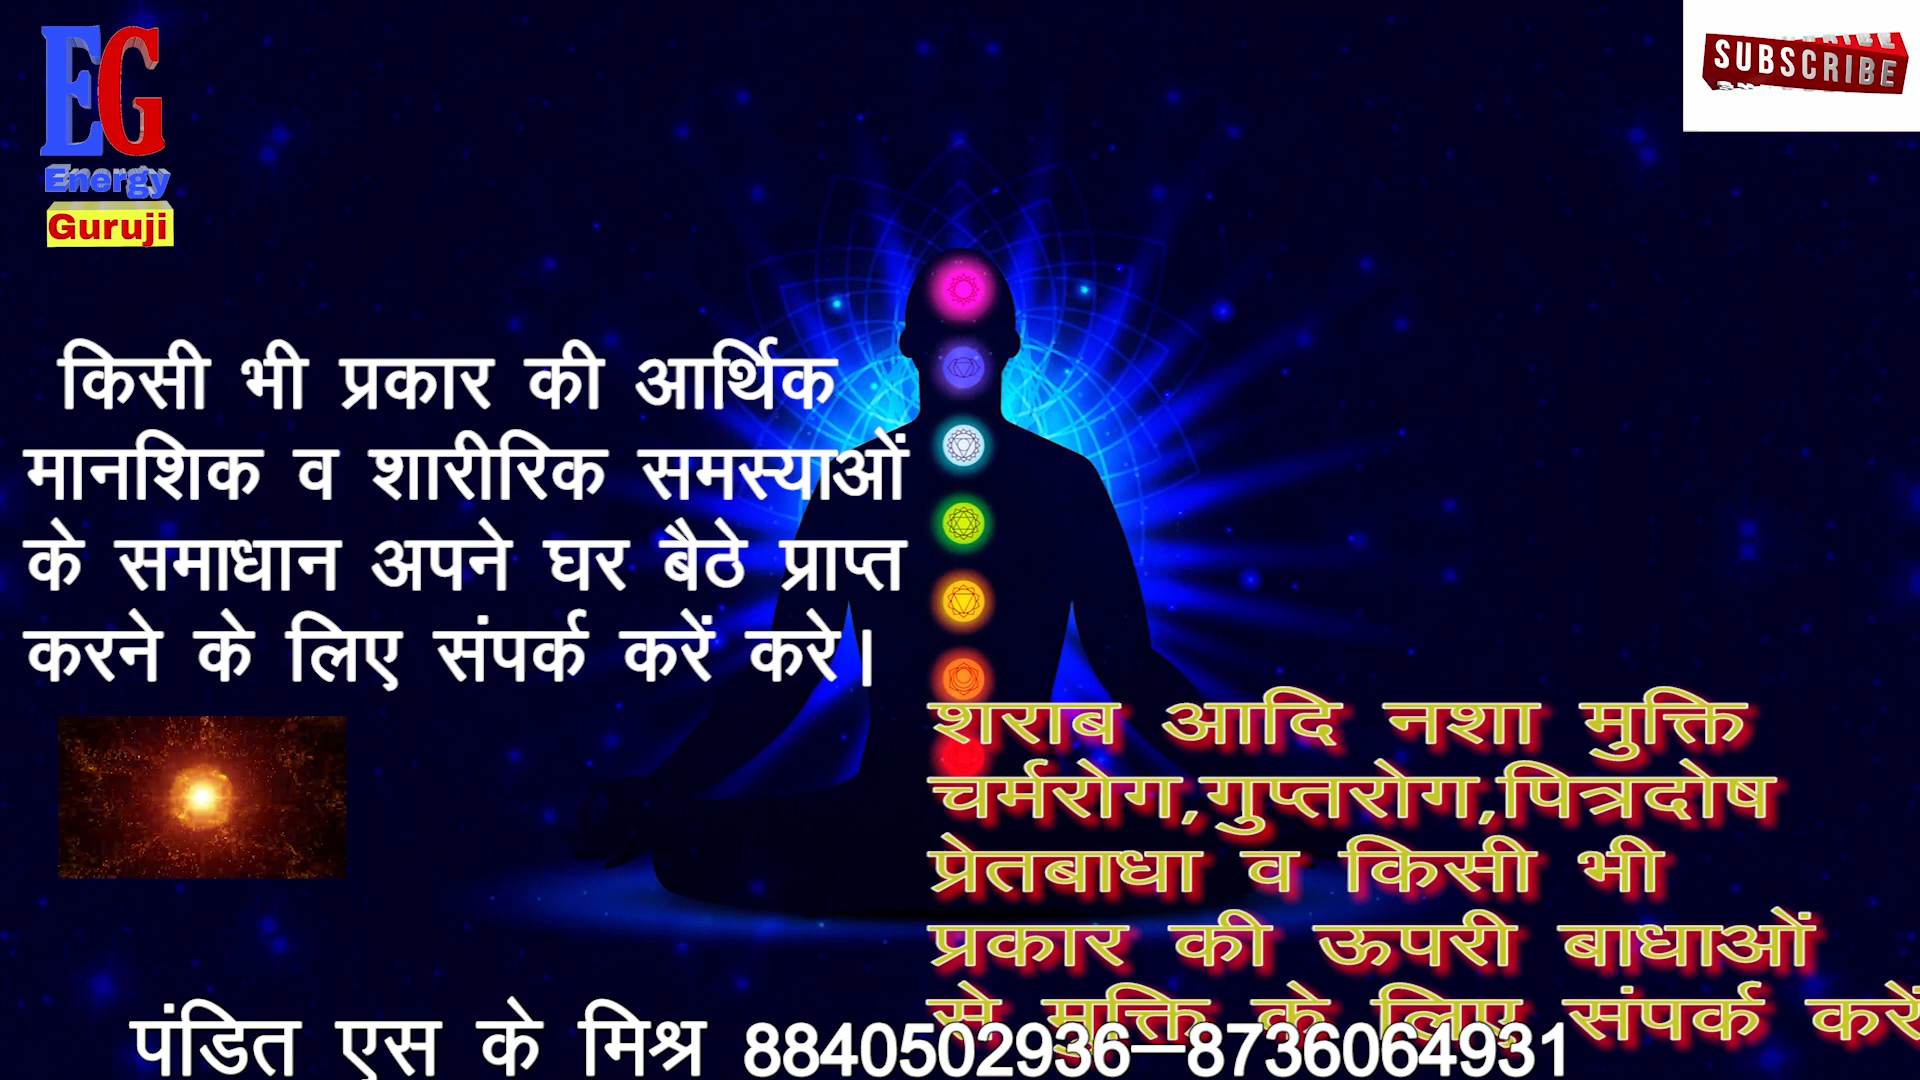 EG
Energy
Guruji
SUBSCRIBE
किसी भी प्रकार की आर्थिक
मानशिक व शारीरिक समस्याओं
के समाधान अपने घर बैठे प्राप्त
करने के लिए संपर्क करें करे।
शराब आदि नशा मुक्ति
चर्मरोग,गुप्तरोग,पित्रदोष
प्रेतबाधा व किसी भी
प्रकार की ऊपरी बाधाओं
से मुक्ति के लिए संपर्क करें
पंडित एस के मिश्र 8840502936-8736064931